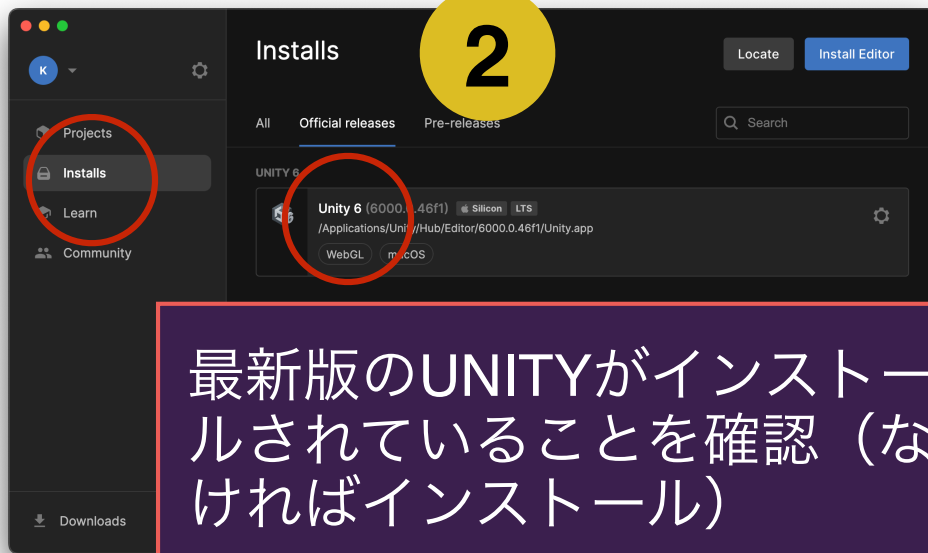 Installs
2
Locate
Install Editor
K
All Official releases Pre-releases
Search
Projects
Installs
Learn
Community
UNITY 6
Unity 6 (6000.0.46f1) Silicon LTS
/Applications/Unity/Hub/Editor/6000.0.46f1/Unity.app
WebGL macOS
最新版のUNITYがインストー
ルされていることを確認（な
ければインストール）
Downloads